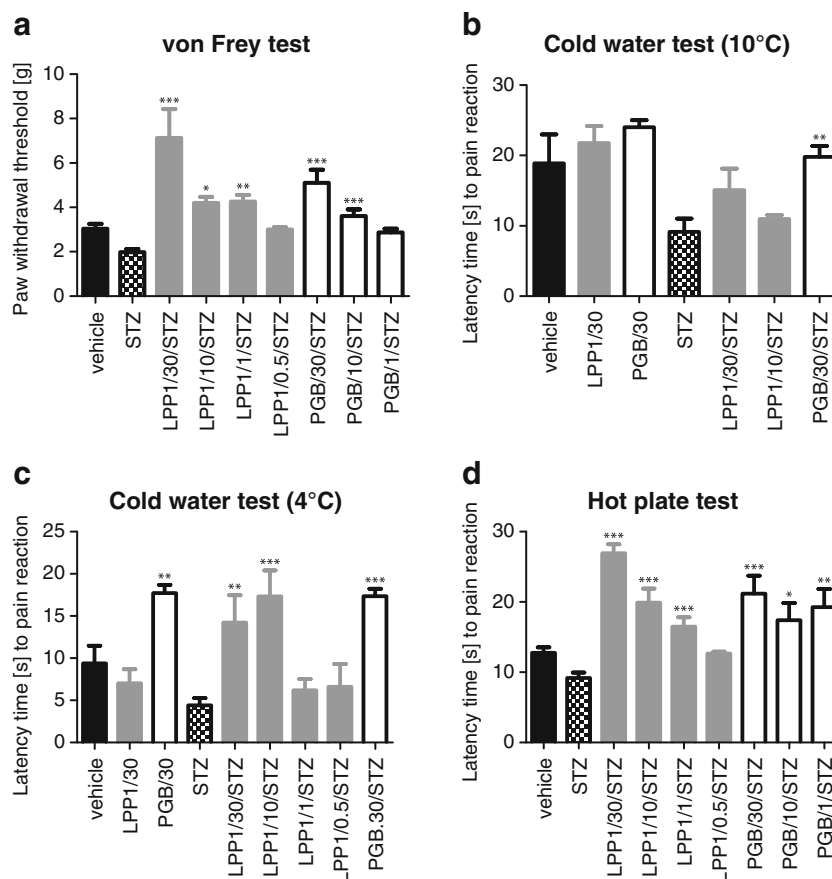 a
von Frey test
Paw withdrawal threshold [g]
10
8
6
4
2
0
***
*
**
***
***
vehicle
STZ
LPP1/30/STZ
LPP1/10/STZ
LPP1/1/STZ
LPP1/0.5/STZ
PGB/30/STZ
PGB/10/STZ
PGB/1/STZ
b
Cold water test (10°C)
Latency time [s] to pain reaction
30
20
10
0
**
vehicle
LPP1/30
PGB/30
STZ
LPP1/30/STZ
LPP1/10/STZ
PGB/30/STZ
c
Cold water test (4°C)
Latency time [s] to pain reaction
25
20
15
10
5
0
**
**
***
***
vehicle
LPP1/30
PGB/30
STZ
LPP1/30/STZ
LPP1/10/STZ
LPP1/1/STZ
LPP1/0.5/STZ
PGB.30/STZ
d
Hot plate test
Latency time [s] to pain reaction
30
20
10
0
***
***
***
***
*
**
vehicle
STZ
LPP1/30/STZ
LPP1/10/STZ
LPP1/1/STZ
LPP1/0.5/STZ
PGB/30/STZ
PGB/10/STZ
PGB/1/STZ